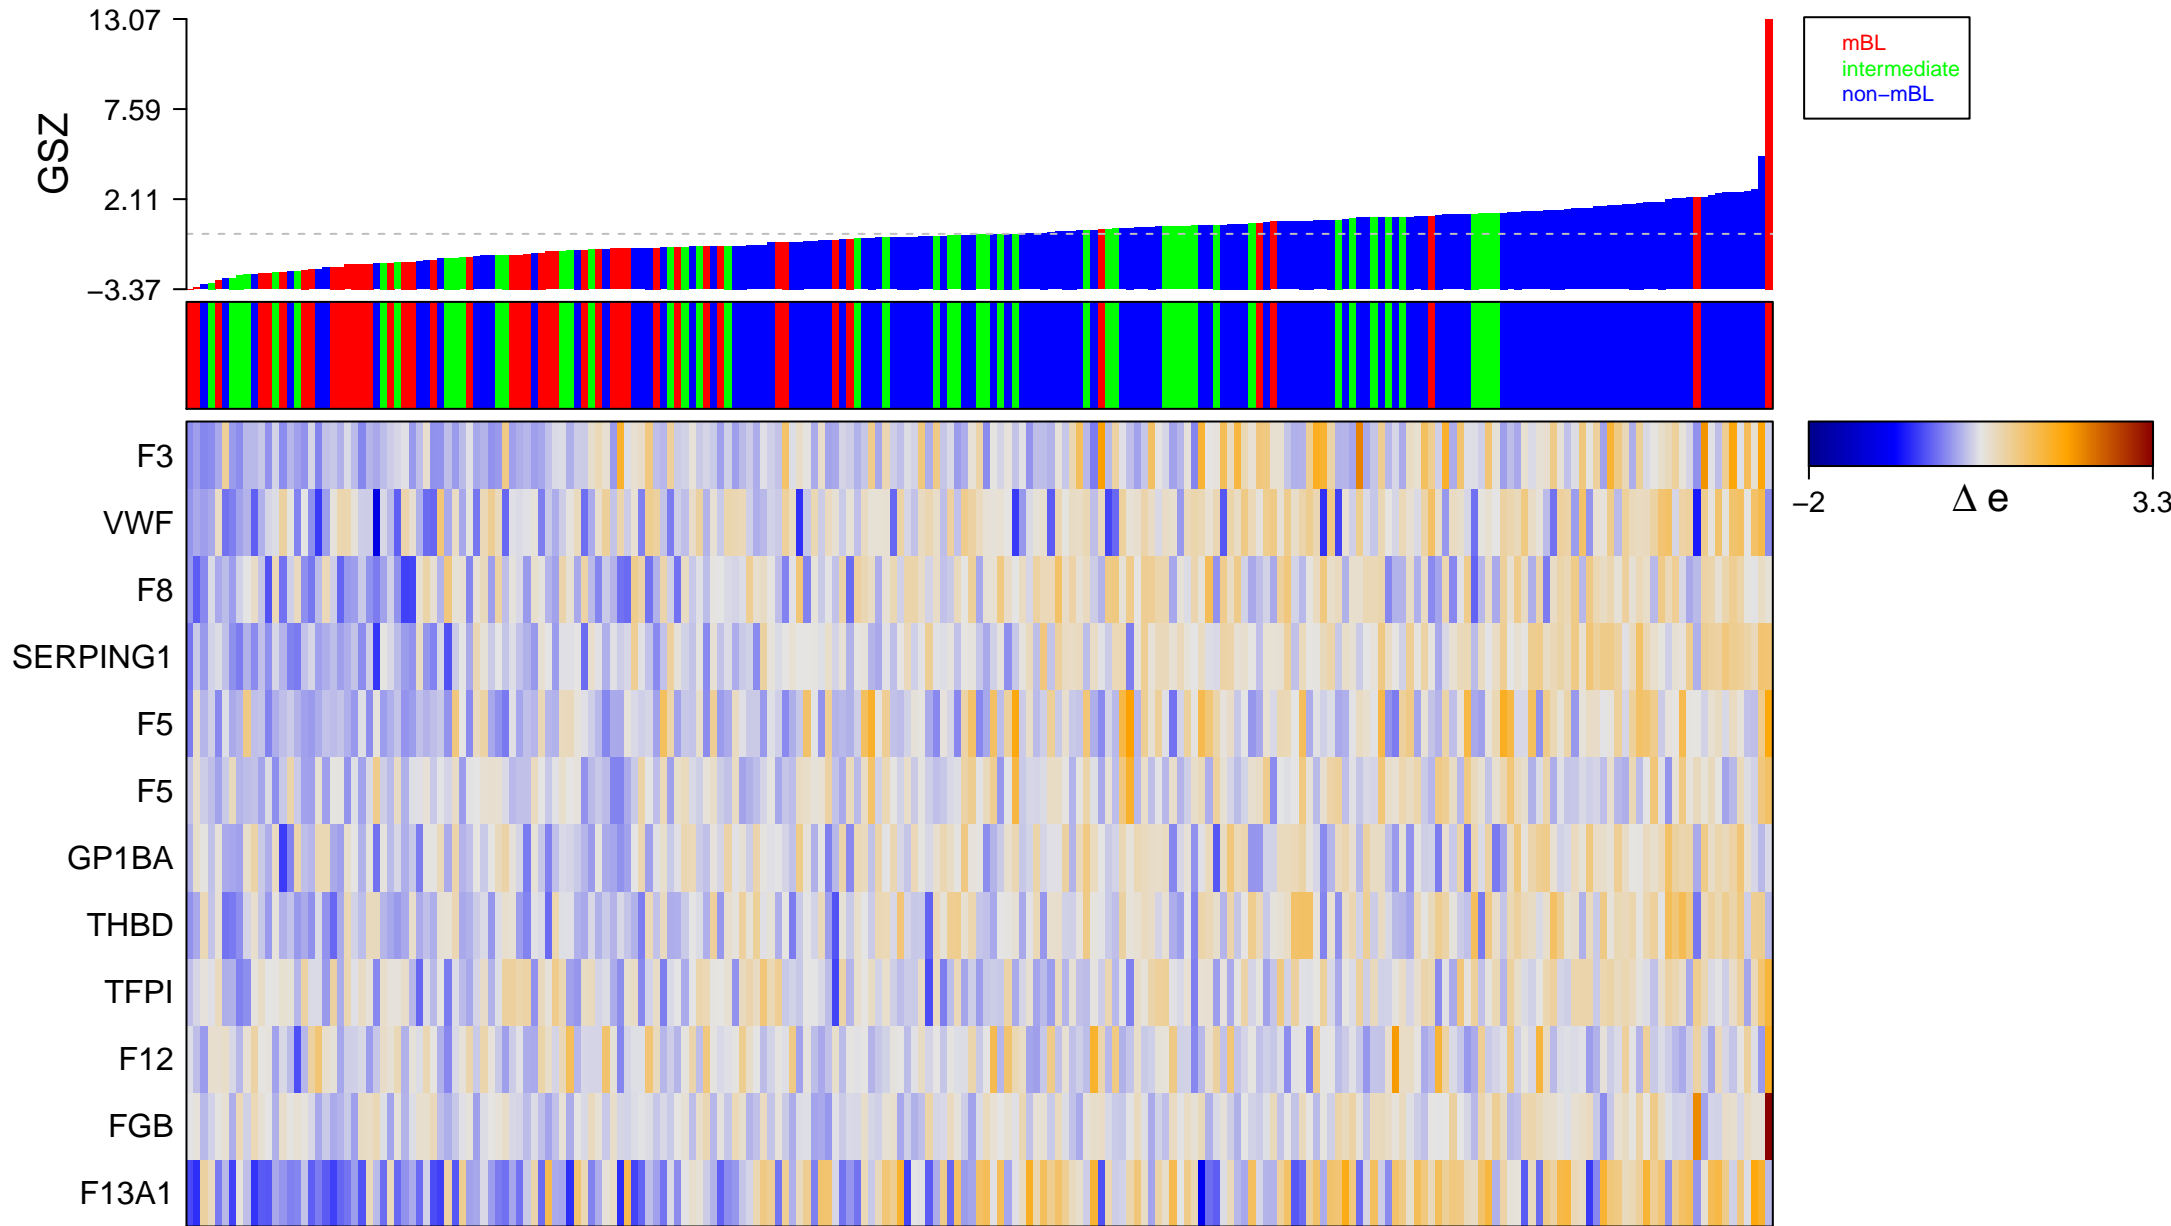 13.07
7.59
2.11
−3.37
GSZ
mBL
intermediate
non−mBL
F3
VWF
F8
SERPING1
F5
F5
GP1BA
THBD
TFPI
F12
FGB
F13A1
−2
Δ e
3.3